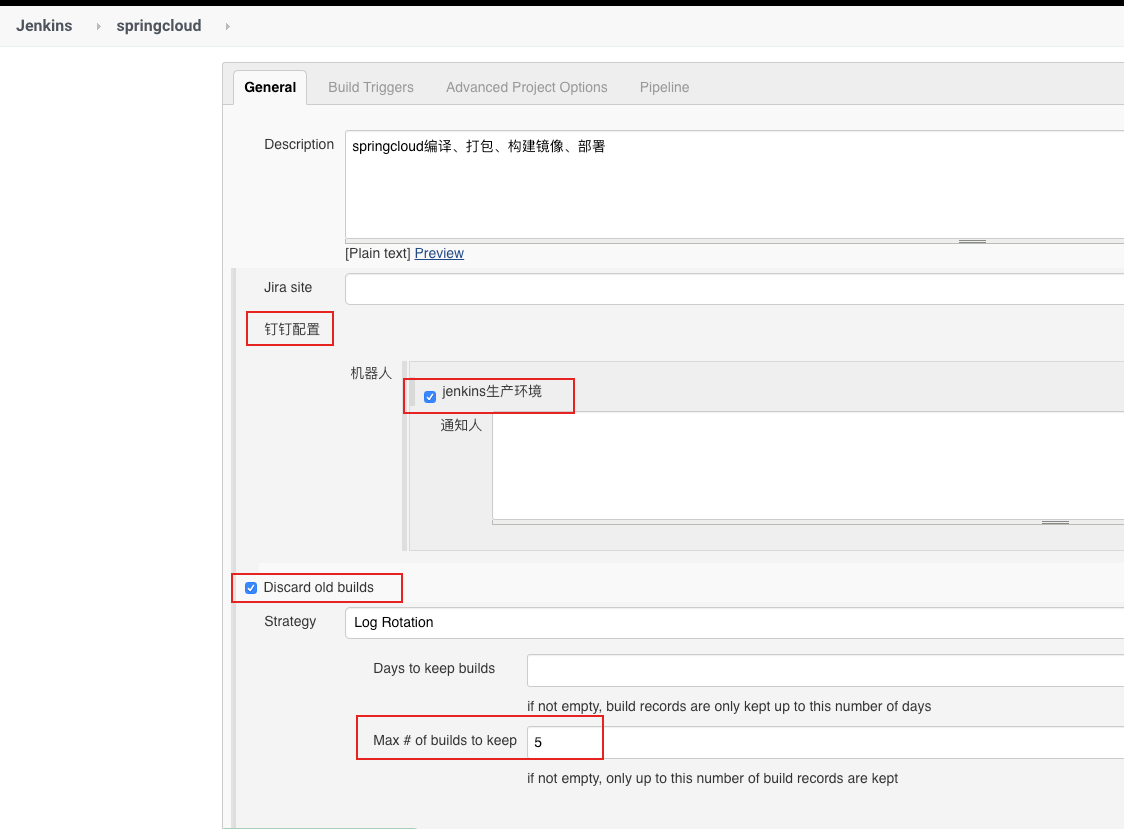 Jenkins springcloud
General Build Triggers Advanced Project Options Pipeline
Description springcloud编译、打包、构建镜像、部署
[Plain text] Preview
Jira site
钉钉配置
机器人
jenkins生产环境
通知人
Discard old builds
Strategy Log Rotation
Days to keep builds
if not empty, build records are only kept up to this number of days
Max # of builds to keep 5
if not empty, only up to this number of build records are kept